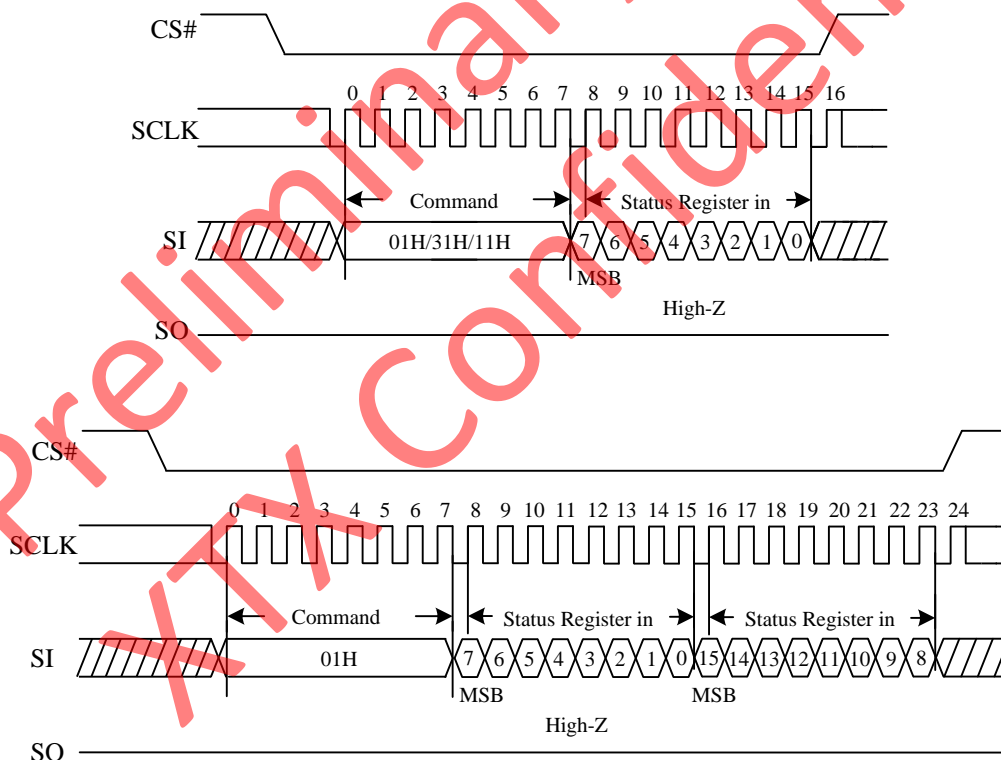 CS#
0 1 2 3 4 5 6 7 8 9 10 11 12 13 14 15 16
SCLK
Command
Status Register in
SI
01H/31H/11H
7 6 5 4 3 2 1 0
MSB
High-Z
SO
CS#
0 1 2 3 4 5 6 7 8 9 10 11 12 13 14 15 16 17 18 19 20 21 22 23 24
SCLK
Command
Status Register in
Status Register in
SI
01H
7 6 5 4 3 2 1 0 15 14 13 12 11 10 9 8
MSB
MSB
High-Z
SO
Preliminary
XTX Confiden